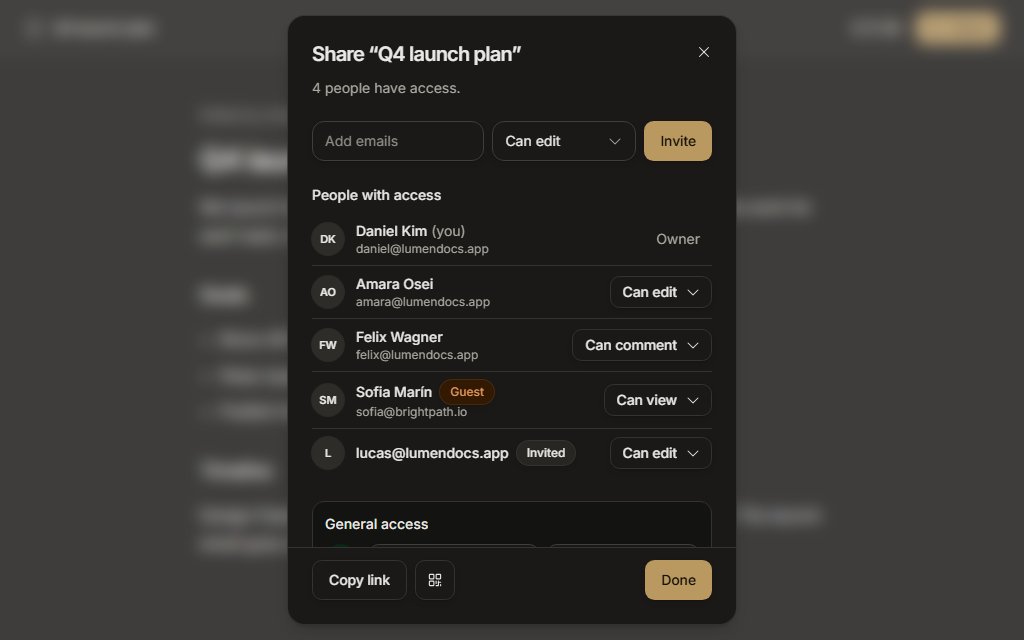 Share “Q4 launch plan”
4 people have access.
Add emails
Can edit
Invite
People with access
DK
Daniel Kim (you)
daniel@lumendocs.app
Owner
AO
Amara Osei
amara@lumendocs.app
Can edit
FW
Felix Wagner
felix@lumendocs.app
Can comment
SM
Sofia Marín
Guest
sofia@brightpath.io
Can view
L
lucas@lumendocs.app
Invited
Can edit
General access
Copy link
Done